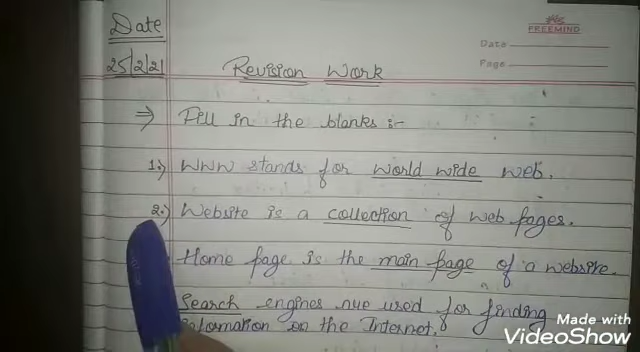 Date
25/2/21
FREEMIND
Date
Page
Revision Work
⇒ Fill in the blanks :-
1.) WWW stands for world wide web.
2.) Website is a collection of web pages.
Home page is the main page of a website.
Search engines are used for finding
information on the Internet.
Made with
VideoShow